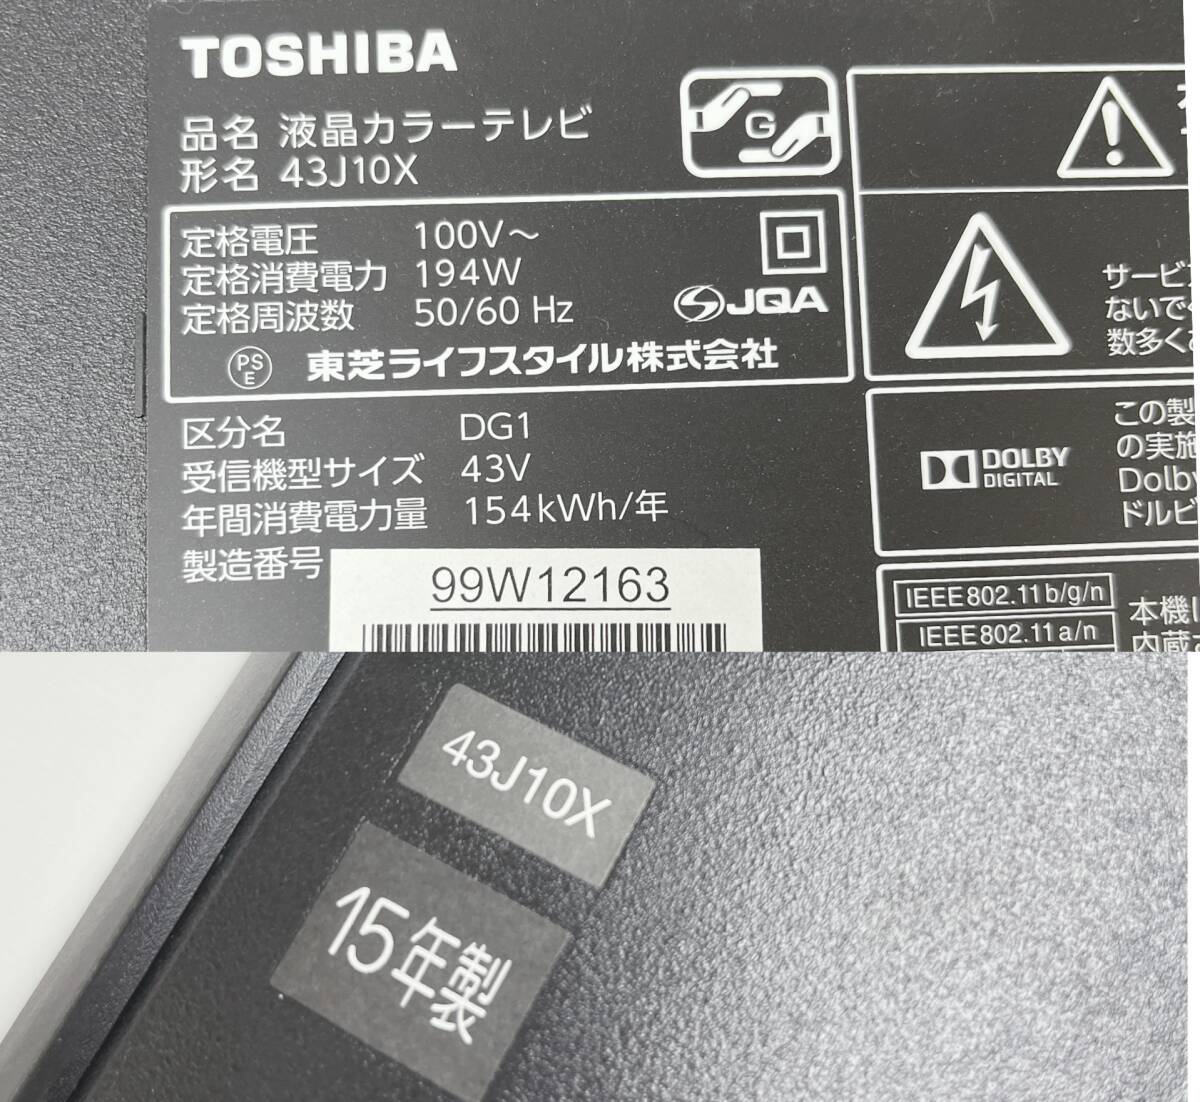 TOSHIBA
品名 液晶カラーテレビ
形名 43J10X
G
定格電圧 100V～
定格消費電力 194W
定格周波数 50/60 Hz
JQA
PS
E
東芝ライフスタイル株式会社
区分名 DG1
受信機型サイズ 43V
年間消費電力量 154kWh/年
製造番号
99W12163
サービ
ないで
数多く
DOLBY
DIGITAL
この製
の実施
Dolby
ドルビ
IEEE802.11b/g/n
IEEE802.11a/n
本機
内蔵
43J10X
15年製